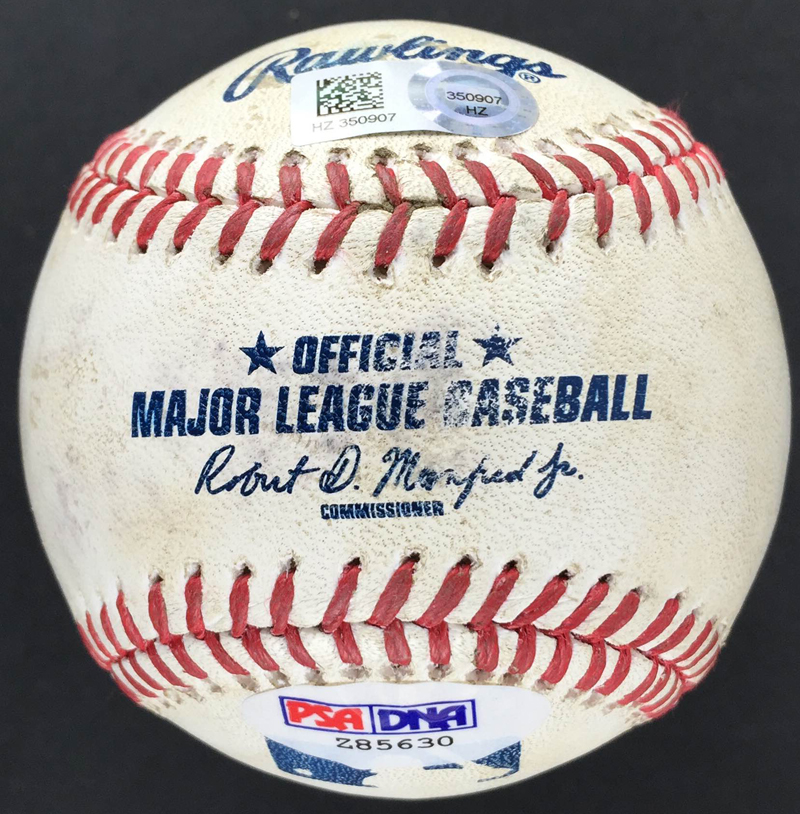 Rawlings®
HZ 350907
350907
HZ
★ OFFICIAL ★
MAJOR LEAGUE BASEBALL
Robert D. Manfred Jr.
COMMISSIONER
PSA DNA
Z85630